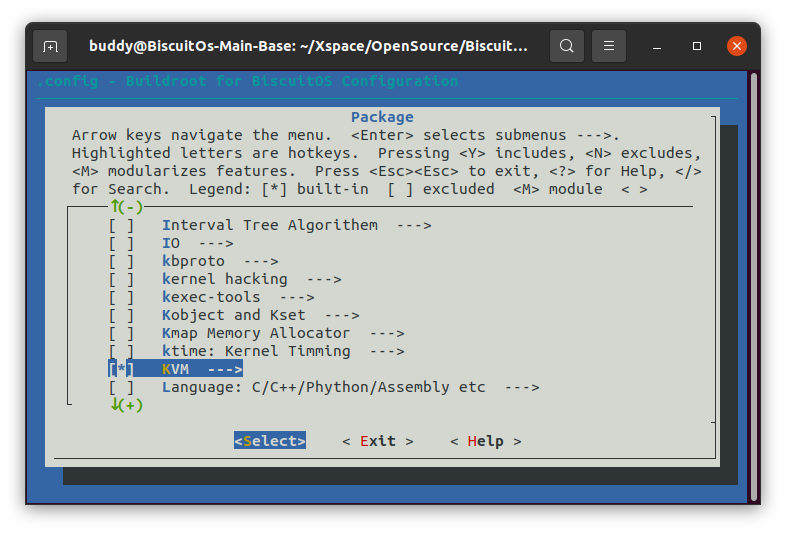 buddy@BiscuitOs-Main-Base: ~/Xspace/OpenSource/Biscuit...
.config - Buildroot for BiscuitOS Configuration
Package
Arrow keys navigate the menu.  <Enter> selects submenus --->.
Highlighted letters are hotkeys.  Pressing <Y> includes, <N> excludes,
<M> modularizes features.  Press <Esc><Esc> to exit, <?> for Help, </>
for Search.  Legend: [*] built-in  [ ] excluded  <M> module  < >
↑(-)
[ ]   Interval Tree Algorithem  --->
[ ]   IO  --->
[ ]   kbproto  --->
[ ]   kernel hacking  --->
[ ]   kexec-tools  --->
[ ]   Kobject and Kset  --->
[ ]   Kmap Memory Allocator  --->
[ ]   ktime: Kernel Timming  --->
[*]   KVM  --->
[ ]   Language: C/C++/Phython/Assembly etc  --->
↓(+)
<Select>    < Exit >    < Help >